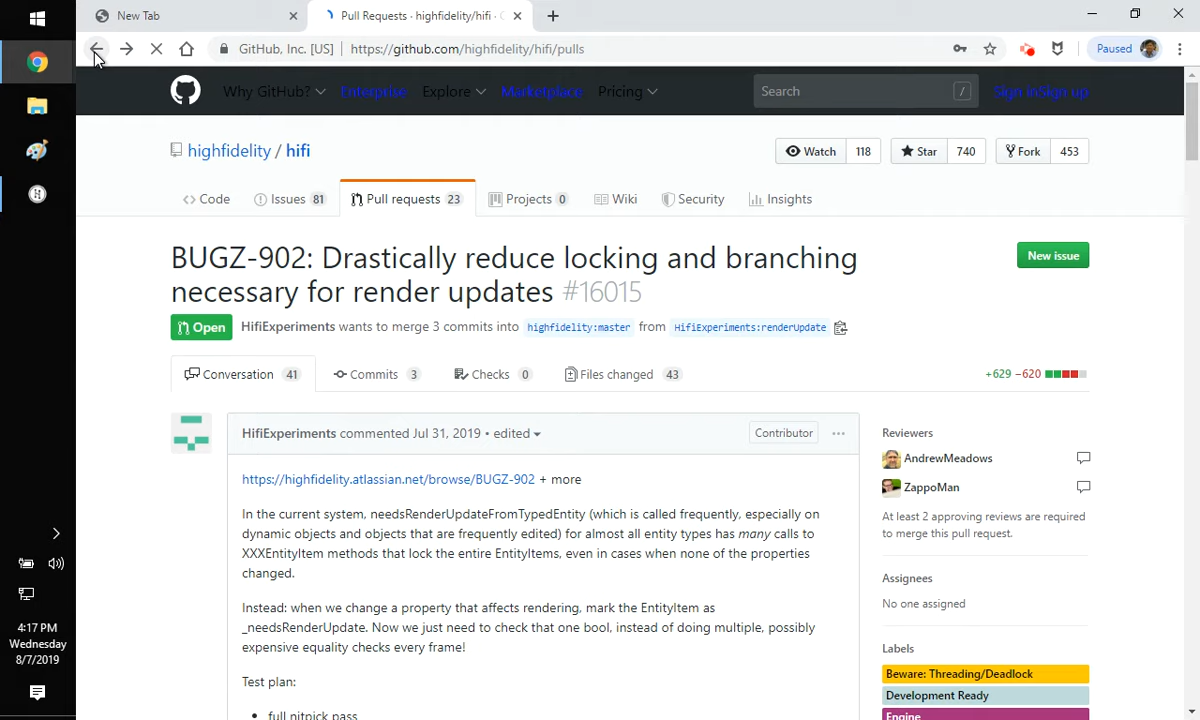 New Tab
Pull Requests · highfidelity/hifi ·
GitHub, Inc. [US] https://github.com/highfidelity/hifi/pulls
Paused
Why GitHub? Enterprise Explore Marketplace Pricing Search / Sign inSign up
highfidelity / hifi
Watch 118 Star 740 Fork 453
Code Issues 81 Pull requests 23 Projects 0 Wiki Security Insights
BUGZ-902: Drastically reduce locking and branching
necessary for render updates #16015
New issue
Open HifiExperiments wants to merge 3 commits into highfidelity:master from HifiExperiments:renderUpdate
Conversation 41 Commits 3 Checks 0 Files changed 43 +629 −620
HifiExperiments commented Jul 31, 2019 • edited
Contributor
https://highfidelity.atlassian.net/browse/BUGZ-902 + more
In the current system, needsRenderUpdateFromTypedEntity (which is called frequently, especially on
dynamic objects and objects that are frequently edited) for almost all entity types has many calls to
XXXEntityItem methods that lock the entire EntityItems, even in cases when none of the properties
changed.
Instead: when we change a property that affects rendering, mark the EntityItem as
_needsRenderUpdate. Now we just need to check that one bool, instead of doing multiple, possibly
expensive equality checks every frame!
Test plan:
• full nitpick pass
Reviewers
AndrewMeadows
ZappoMan
At least 2 approving reviews are required
to merge this pull request.
Assignees
No one assigned
Labels
Beware: Threading/Deadlock
Development Ready
Engine
4:17 PM
Wednesday
8/7/2019